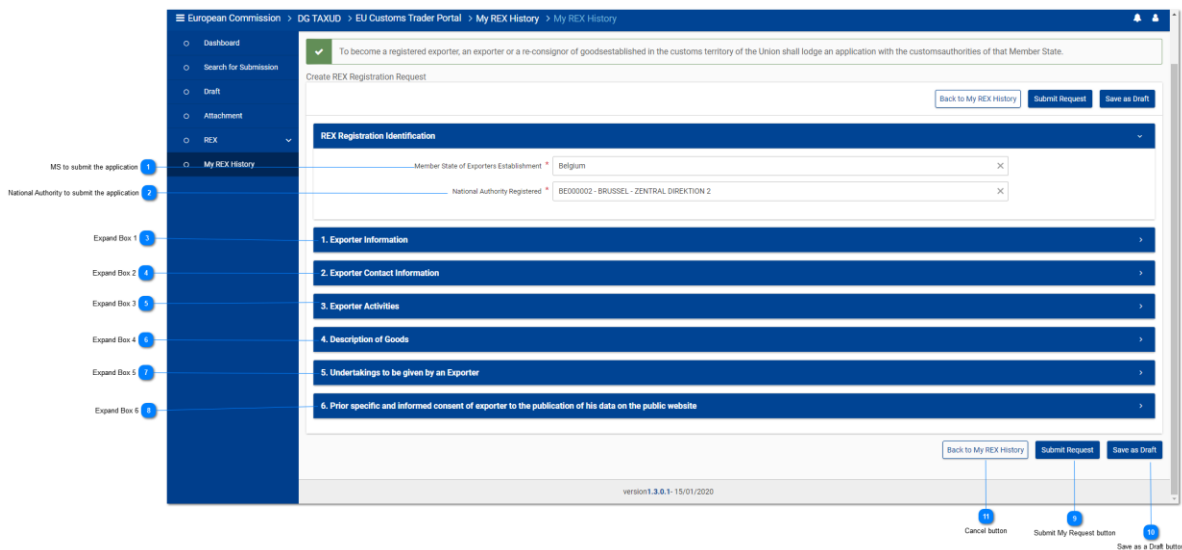 European Commission > DG TAXUD > EU Customs Trader Portal > My REX History > My REX History
Dashboard
Search for Submission
Draft
Attachment
REX
My REX History
To become a registered exporter, an exporter or a re-consignor of goodsestablished in the customs territory of the Union shall lodge an application with the customsauthorities of that Member State.
Create REX Registration Request
Back to My REX History Submit Request Save as Draft
REX Registration Identification
MS to submit the application 1
Member State of Exporters Establishment * Belgium
National Authority to submit the application 2
National Authority Registered * BE000002 - BRUSSEL - ZENTRAL DIREKTION 2
Expand Box 1 3
1. Exporter Information
Expand Box 2 4
2. Exporter Contact Information
Expand Box 3 5
3. Exporter Activities
Expand Box 4 6
4. Description of Goods
Expand Box 5 7
5. Undertakings to be given by an Exporter
Expand Box 6 8
6. Prior specific and informed consent of exporter to the publication of his data on the public website
Back to My REX History Submit Request Save as Draft
version1.3.0.1- 15/01/2020
11
Cancel button
9
Submit My Request button
10
Save as a Draft button